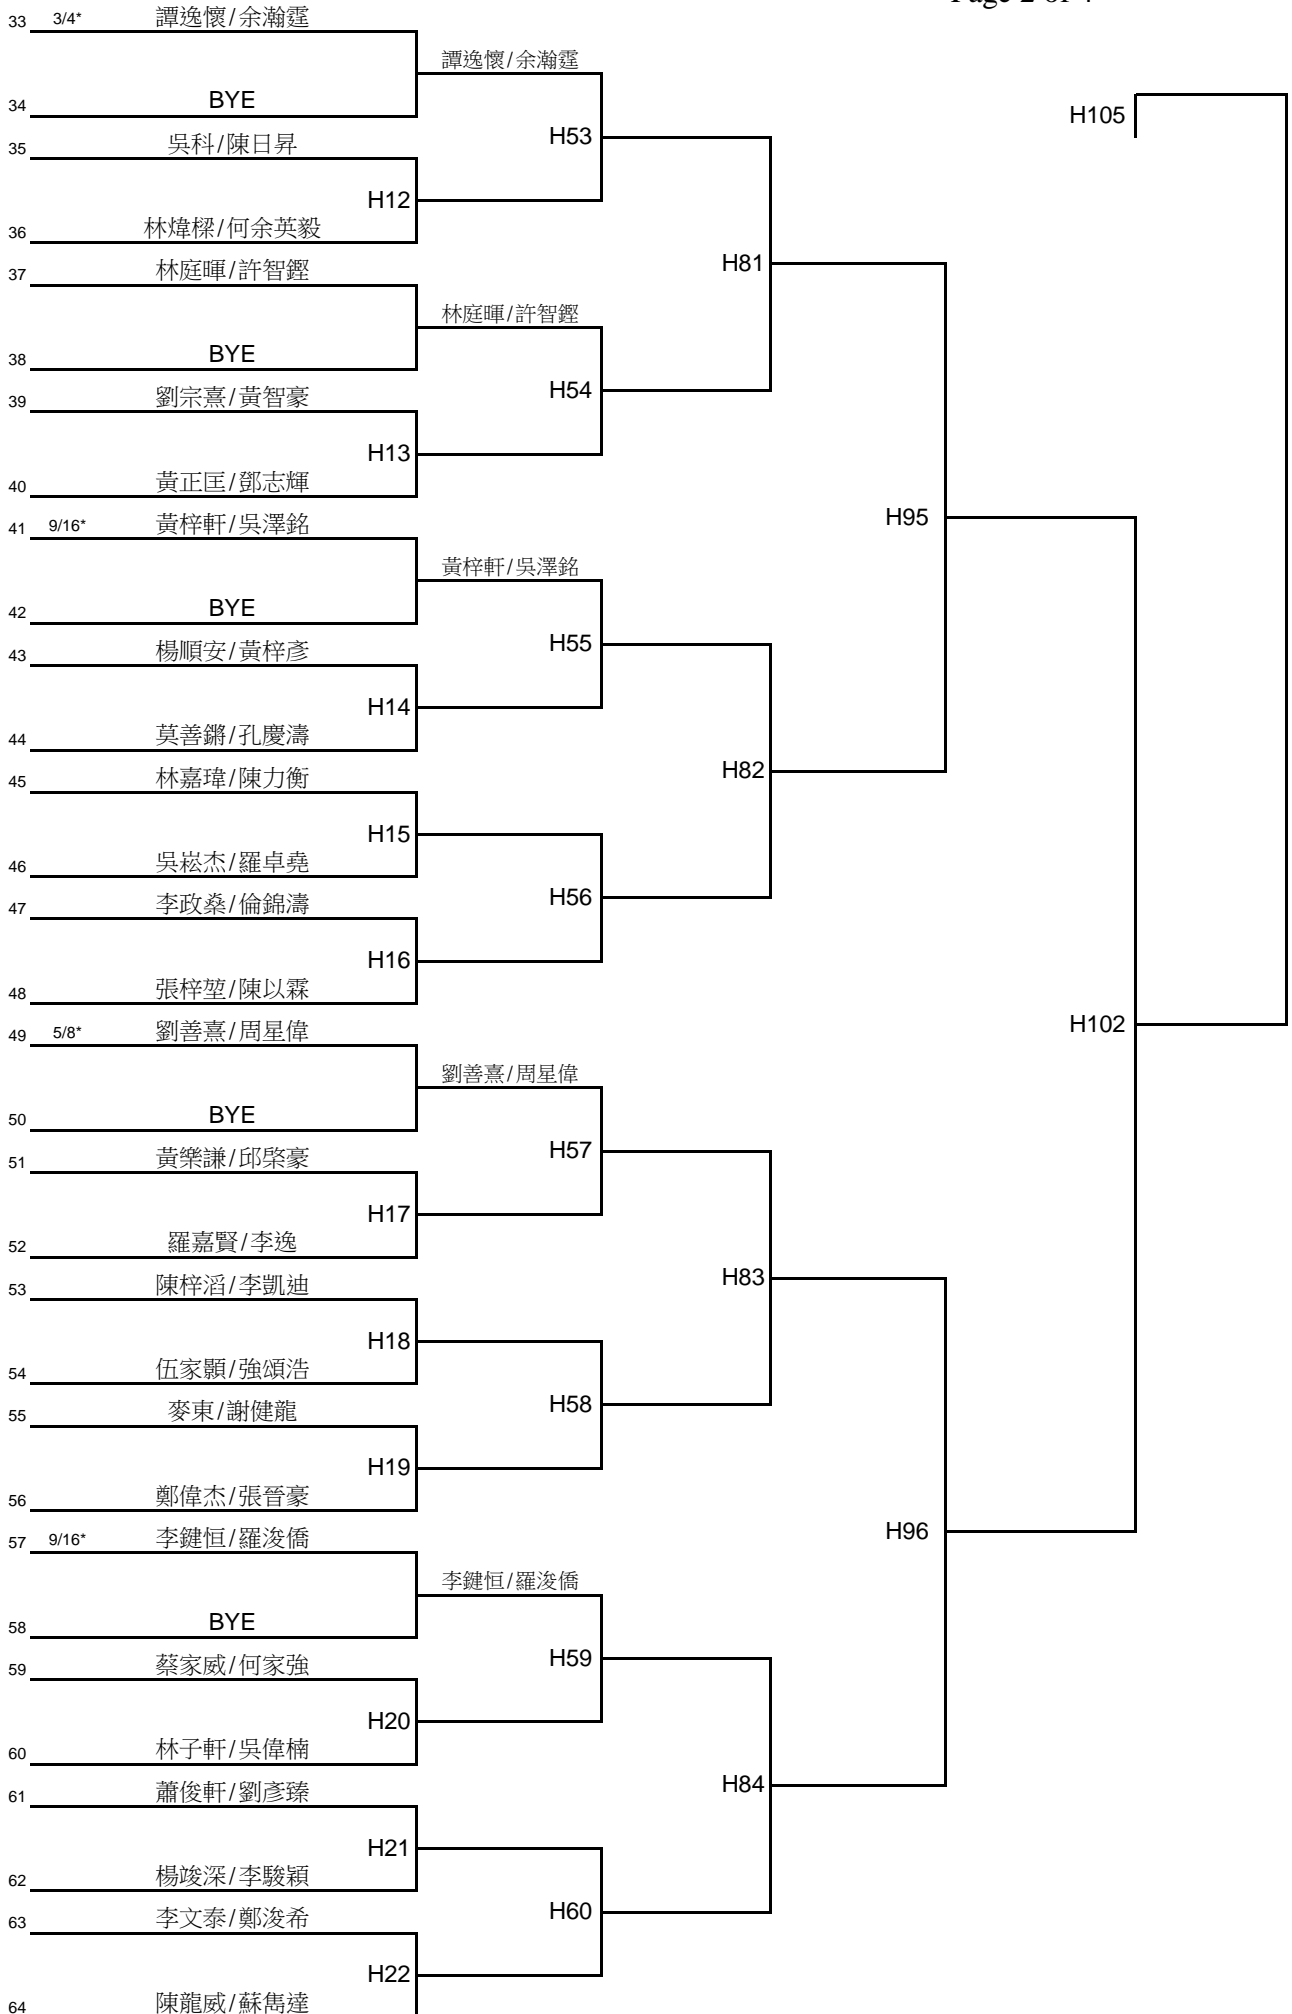 Page 2 of 4
33 3/4* 譚逸懷/余瀚霆
譚逸懷/余瀚霆
34 BYE
H105
H53
35 吳科/陳日昇
H12
36 林煒樑/何余英毅
H81
37 林庭暉/許智鏗
林庭暉/許智鏗
38 BYE
H54
39 劉宗熹/黃智豪
H13
40 黃正匡/鄧志輝
H95
41 9/16* 黃梓軒/吳澤銘
黃梓軒/吳澤銘
42 BYE
H55
43 楊順安/黃梓彥
H14
44 莫善鏘/孔慶濤
H82
45 林嘉瑋/陳力衡
H15
46 吳崧杰/羅卓堯
H56
47 李政燊/倫錦濤
H16
48 張梓堃/陳以霖
H102
49 5/8* 劉善熹/周星偉
劉善熹/周星偉
50 BYE
H57
51 黃樂謙/邱棨豪
H17
52 羅嘉賢/李逸
H83
53 陳梓滔/李凱迪
H18
54 伍家顥/強頌浩
H58
55 麥東/謝健龍
H19
56 鄭偉杰/張晉豪
H96
57 9/16* 李鍵恒/羅浚僑
李鍵恒/羅浚僑
58 BYE
H59
59 蔡家威/何家強
H20
60 林子軒/吳偉楠
H84
61 蕭俊軒/劉彥臻
H21
62 楊竣深/李駿穎
H60
63 李文泰/鄭浚希
H22
64 陳龍威/蘇雋達